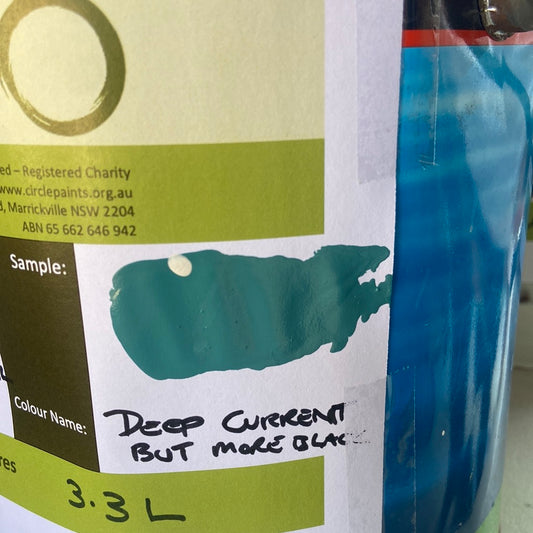 ed – Registered Charity
www.circlepaints.org.au
d, Marrickville NSW 2204
ABN 65 662 646 942
Sample:
Colour Name:
DEEP CURRENT
BUT MORE BLAC
res
3.3 L